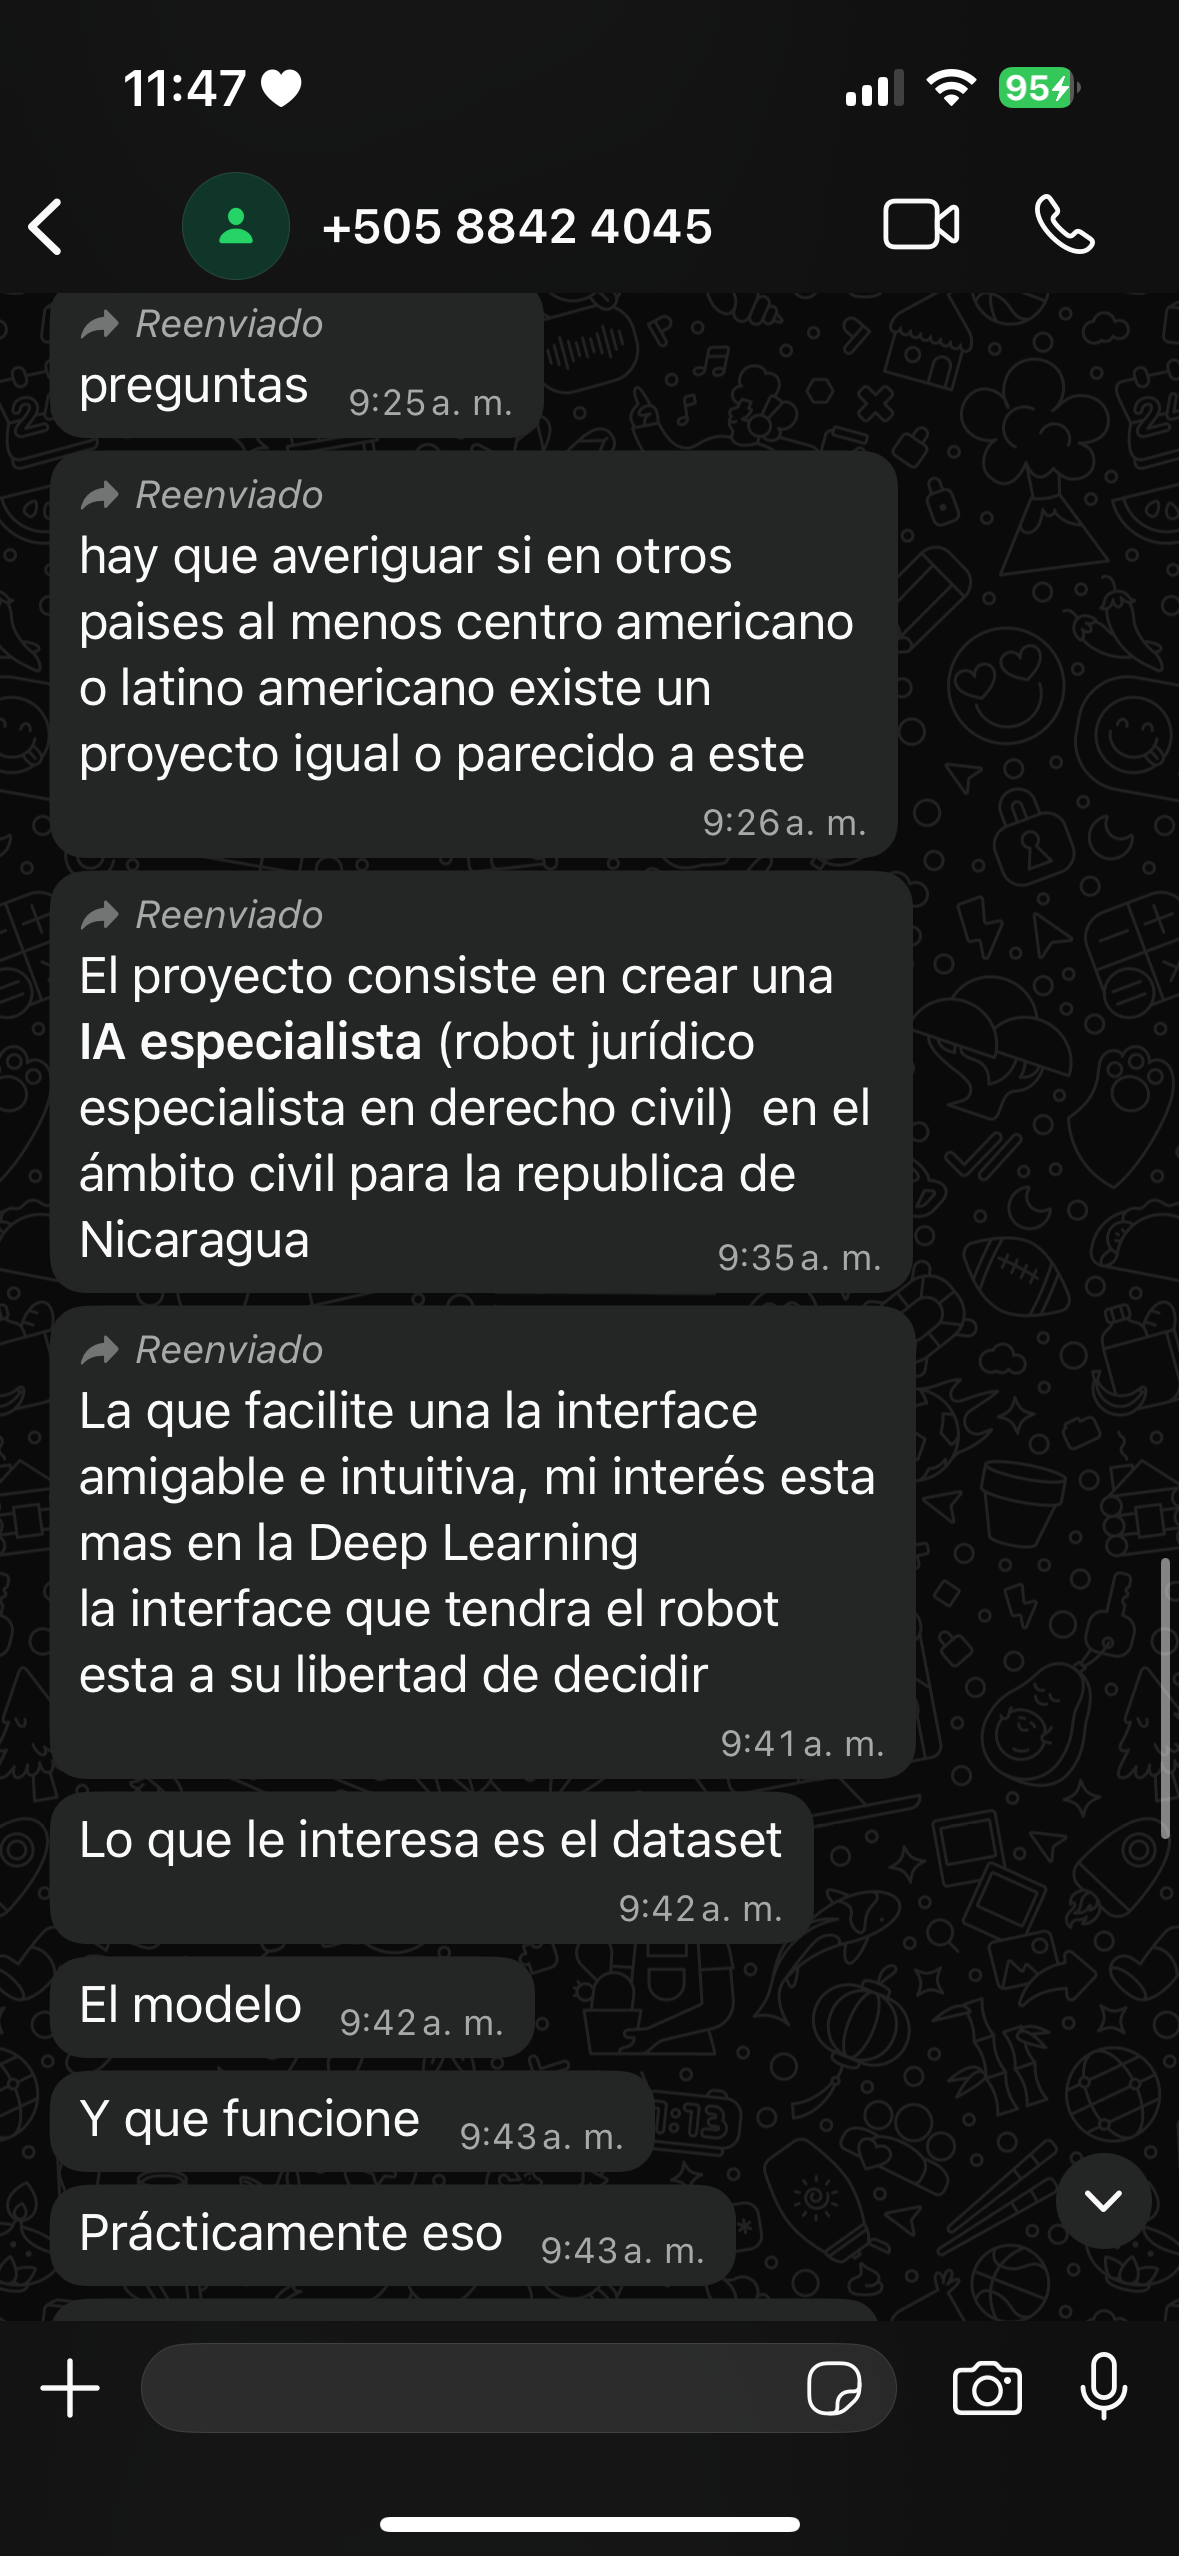 11:47
95
+505 8842 4045
Reenviado
preguntas 9:25 a. m.
Reenviado
hay que averiguar si en otros
paises al menos centro americano
o latino americano existe un
proyecto igual o parecido a este
9:26 a. m.
Reenviado
El proyecto consiste en crear una
IA especialista (robot jurídico
especialista en derecho civil)  en el
ámbito civil para la republica de
Nicaragua 9:35 a. m.
Reenviado
La que facilite una la interface
amigable e intuitiva, mi interés esta
mas en la Deep Learning
la interface que tendra el robot
esta a su libertad de decidir
9:41 a. m.
Lo que le interesa es el dataset
9:42 a. m.
El modelo 9:42 a. m.
Y que funcione 9:43 a. m.
Prácticamente eso 9:43 a. m.